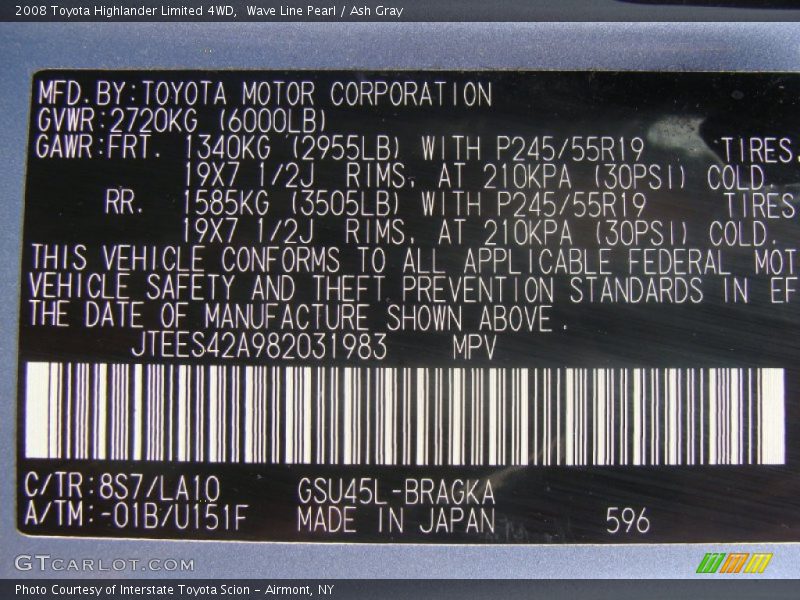 2008 Toyota Highlander Limited 4WD,  Wave Line Pearl / Ash Gray
MFD.BY:TOYOTA MOTOR CORPORATION
GVWR:2720KG (6000LB)
GAWR:FRT. 1340KG (2955LB) WITH P245/55R19 TIRES,
19X7 1/2J RIMS, AT 210KPA (30PSI) COLD.
RR. 1585KG (3505LB) WITH P245/55R19 TIRES
19X7 1/2J RIMS, AT 210KPA (30PSI) COLD.
THIS VEHICLE CONFORMS TO ALL APPLICABLE FEDERAL MOT
VEHICLE SAFETY AND THEFT PREVENTION STANDARDS IN EF
THE DATE OF MANUFACTURE SHOWN ABOVE.
JTEES42A982031983 MPV
C/TR:8S7/LA10 GSU45L-BRAGKA
A/TM:-01B/U151F MADE IN JAPAN 596
GTCARLOT.COM
Photo Courtesy of Interstate Toyota Scion - Airmont, NY